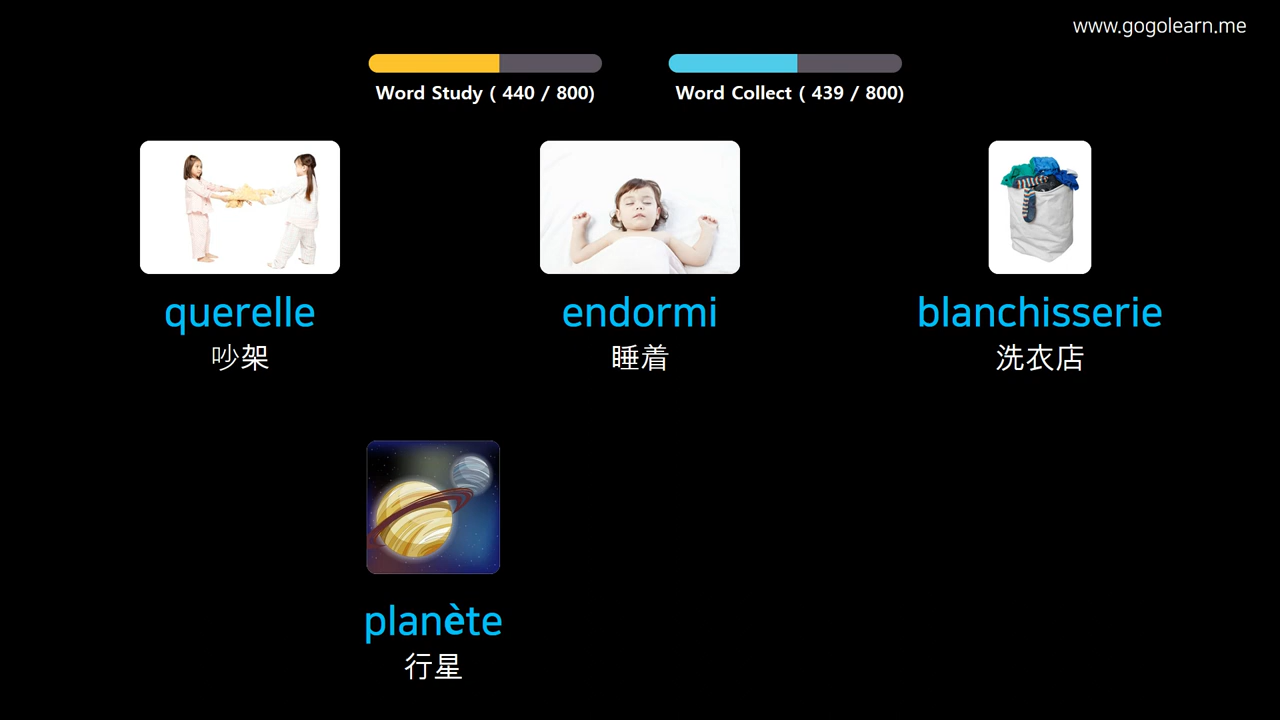 www.gogolearn.me
Word Study ( 440 / 800)
Word Collect ( 439 / 800)
querelle
吵架
endormi
睡着
blanchisserie
洗衣店
planète
行星